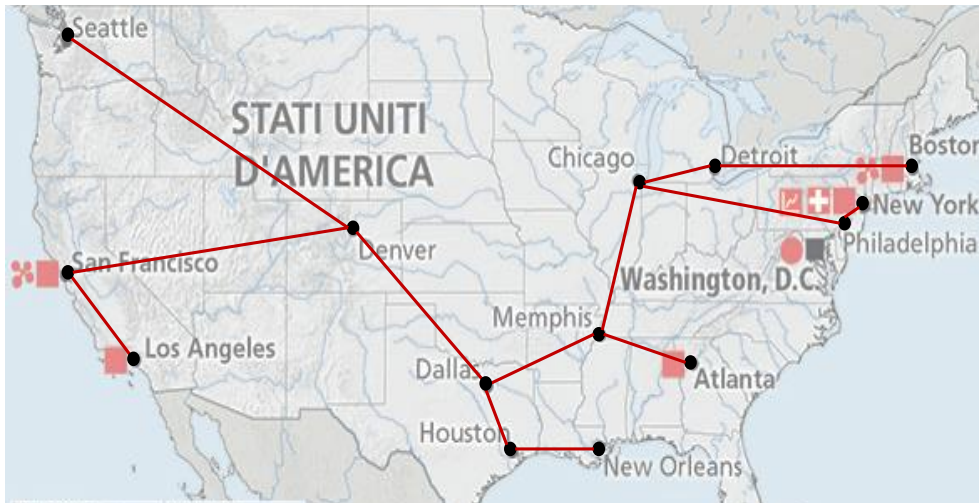 Seattle
STATI UNITI
D'AMERICA
Chicago
Detroit
Boston
New York
Denver
Philadelphia
San Francisco
Washington, D.C.
Memphis
Los Angeles
Dallas
Atlanta
Houston
New Orleans